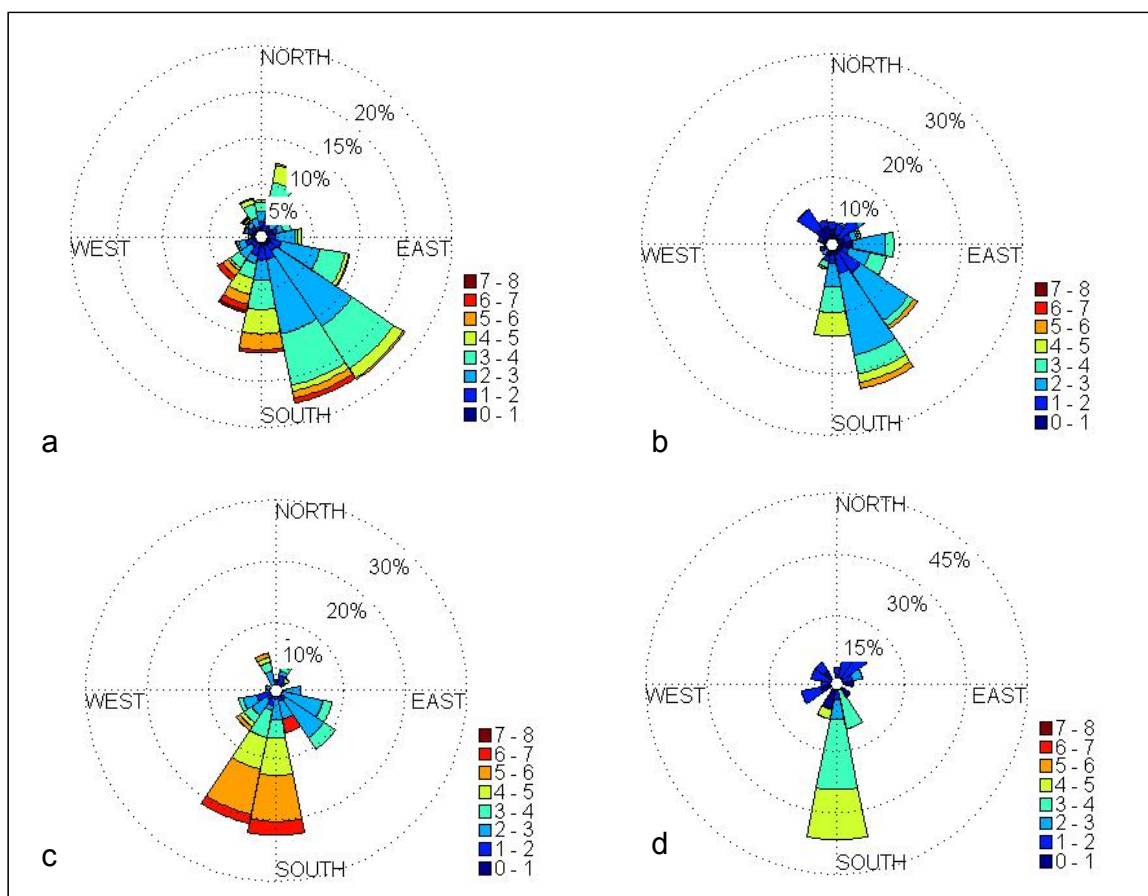 NORTH
20%
15%
10%
5%
WEST
EAST
SOUTH
7 - 8
6 - 7
5 - 6
4 - 5
3 - 4
2 - 3
1 - 2
0 - 1
a
NORTH
30%
20%
10%
WEST
EAST
SOUTH
7 - 8
6 - 7
5 - 6
4 - 5
3 - 4
2 - 3
1 - 2
0 - 1
b
NORTH
30%
20%
10%
WEST
EAST
SOUTH
7 - 8
6 - 7
5 - 6
4 - 5
3 - 4
2 - 3
1 - 2
0 - 1
c
NORTH
45%
30%
15%
WEST
EAST
SOUTH
7 - 8
6 - 7
5 - 6
4 - 5
3 - 4
2 - 3
1 - 2
0 - 1
d